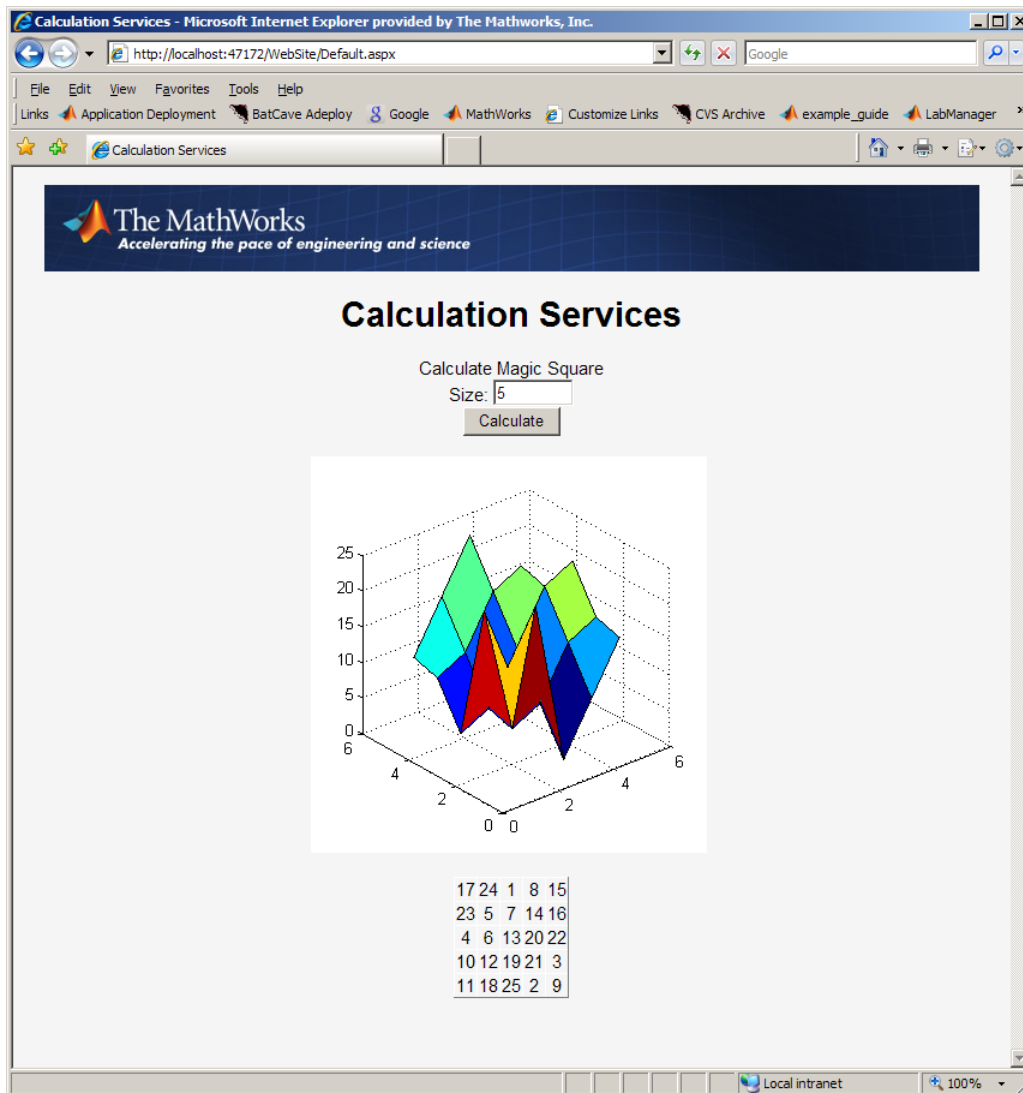 Calculation Services - Microsoft Internet Explorer provided by The Mathworks, Inc.
http://localhost:47172/WebSite/Default.aspx
Google
File Edit View Favorites Tools Help
Links Application Deployment BatCave Adeploy Google MathWorks Customize Links CVS Archive example_guide LabManager »
Calculation Services
The MathWorks
Accelerating the pace of engineering and science
Calculation Services
Calculate Magic Square
Size: 5
Calculate
25
20
15
10
5
0
6
4
2
0
0
2
4
6
17 24 1 8 15
23 5 7 14 16
4 6 13 20 22
10 12 19 21 3
11 18 25 2 9
Local intranet 100%